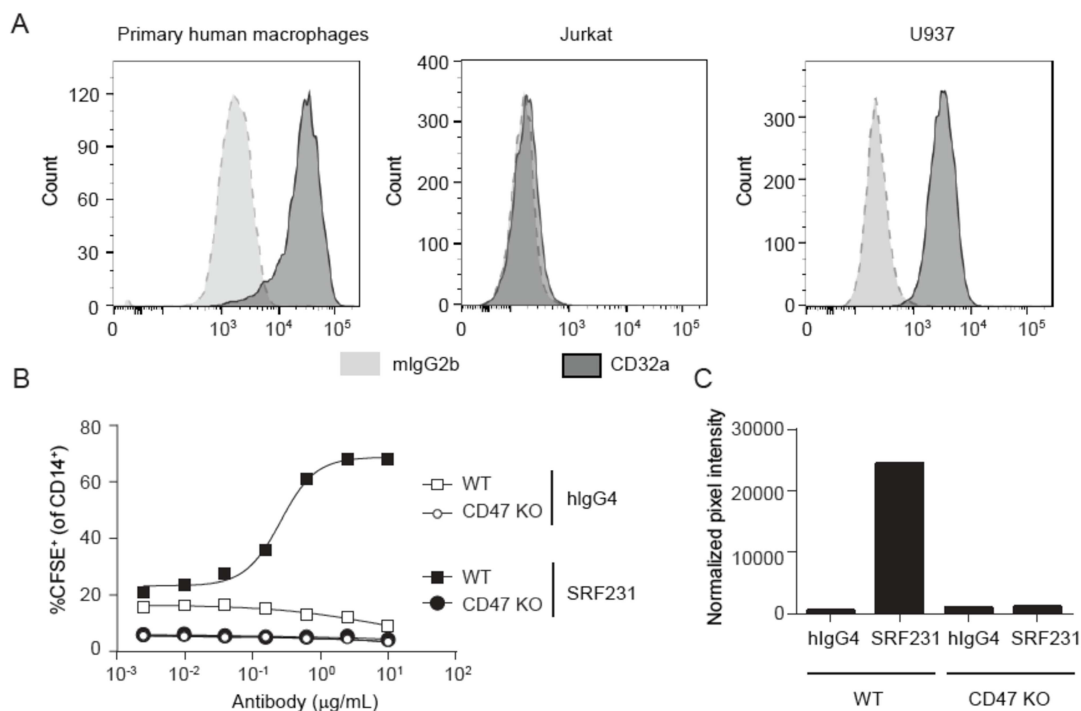 A
Primary human macrophages
Jurkat
U937
Count
120
90
60
30
0
0
10³
10⁴
10⁵
Count
400
300
200
100
0
0
10³
10⁴
10⁵
Count
300
200
100
0
0
10³
10⁴
10⁵
mIgG2b
CD32a
B
%CFSE⁺ (of CD14⁺)
80
60
40
20
0
10⁻³
10⁻²
10⁻¹
10⁰
10¹
10²
Antibody (µg/mL)
WT
CD47 KO
hIgG4
WT
CD47 KO
SRF231
C
Normalized pixel intensity
30000
20000
10000
0
hIgG4 SRF231 hIgG4 SRF231
WT CD47 KO